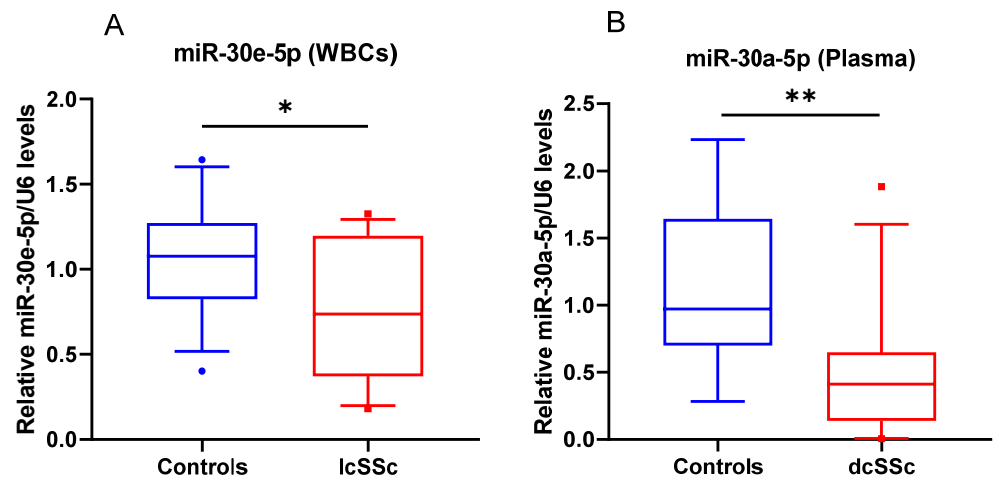 A
miR-30e-5p (WBCs)
*
Relative miR-30e-5p/U6 levels
2.0
1.5
1.0
0.5
0.0
Controls
lcSSc
B
miR-30a-5p (Plasma)
**
Relative miR-30a-5p/U6 levels
2.5
2.0
1.5
1.0
0.5
0.0
Controls
dcSSc